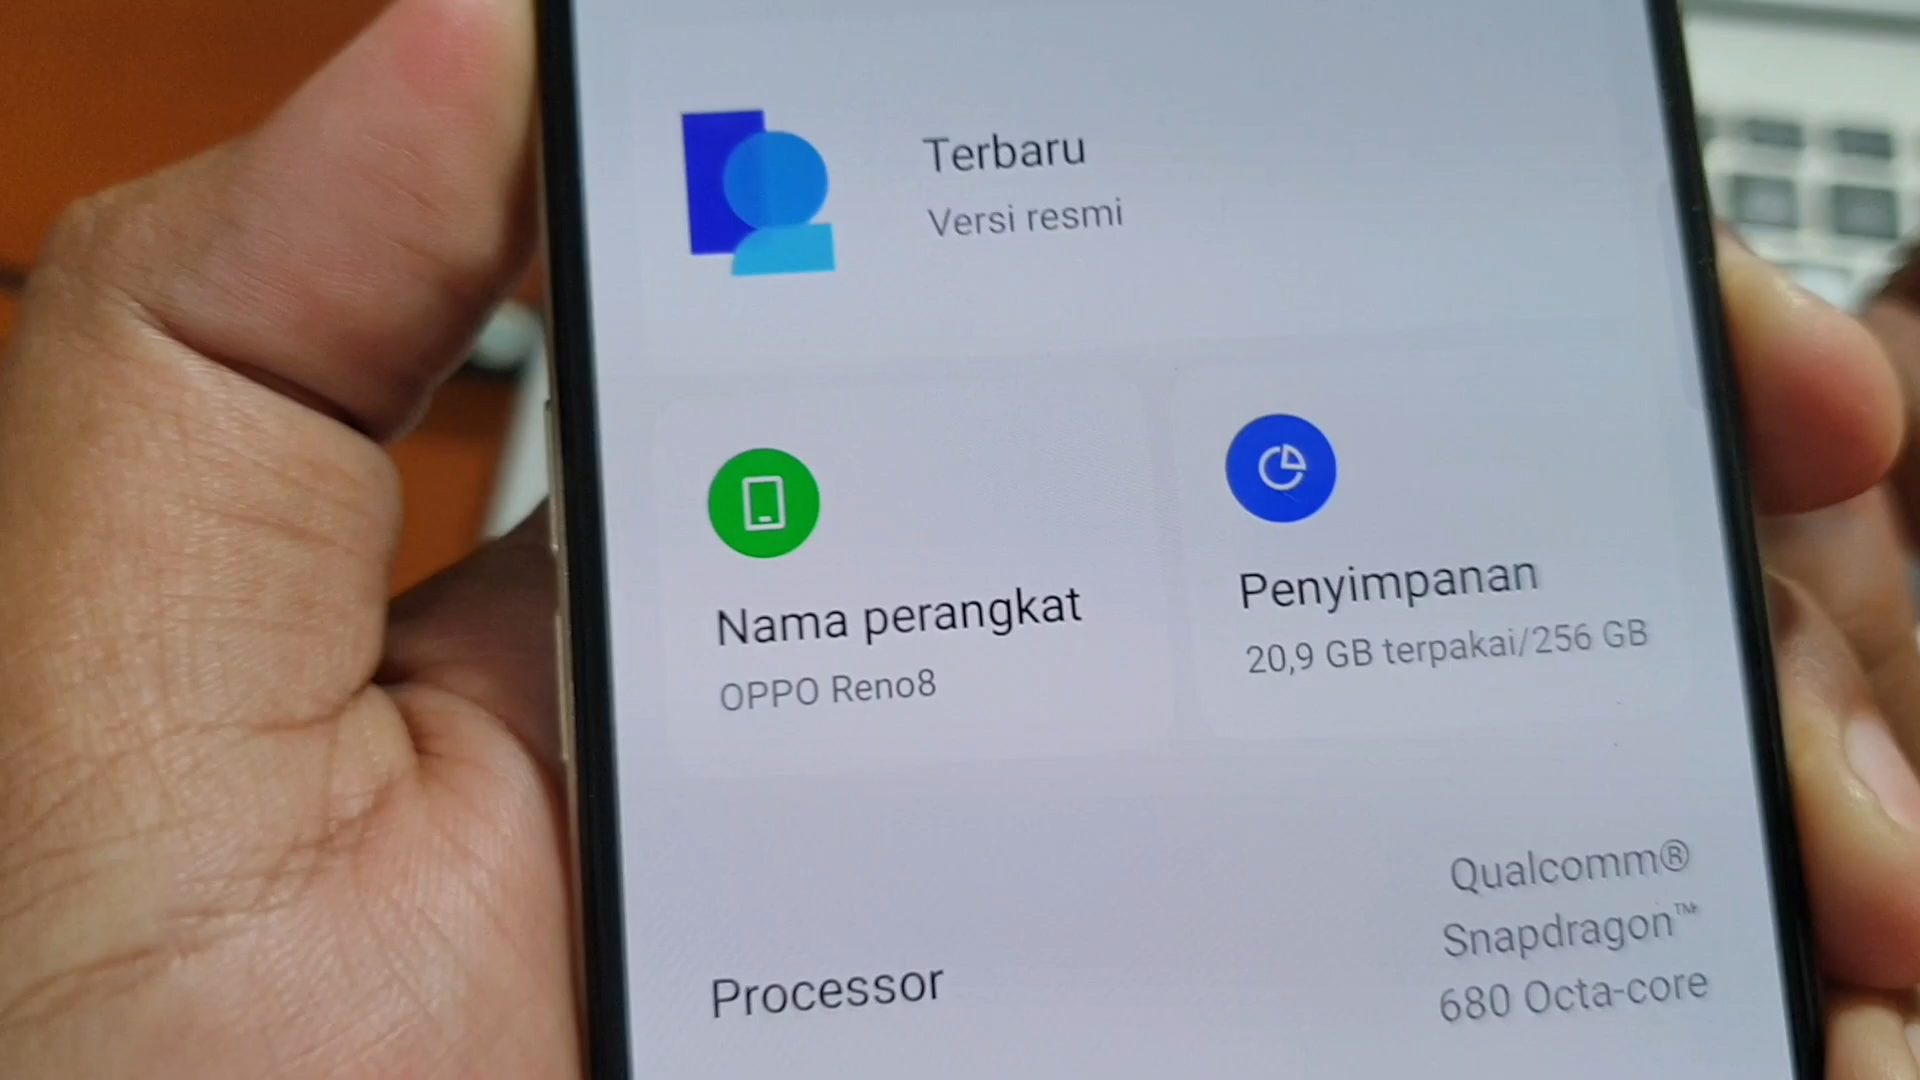 Terbaru
Versi resmi
Nama perangkat
OPPO Reno8
Penyimpanan
20,9 GB terpakai/256 GB
Processor
Qualcomm®
Snapdragon™
680 Octa-core